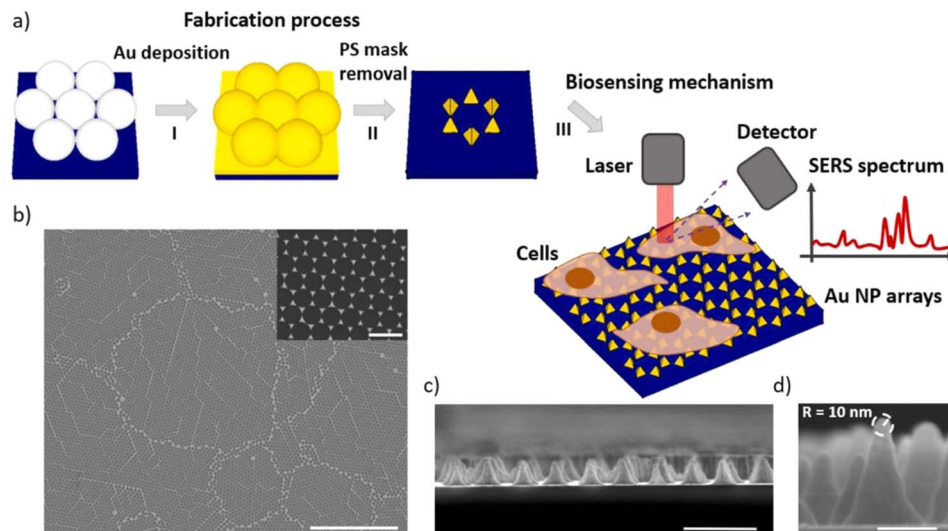 a)
Fabrication process
Au deposition
I
PS mask
removal
II
III
Biosensing mechanism
Laser
Detector
SERS spectrum
Cells
Au NP arrays
b)
c)
d)
R = 10 nm